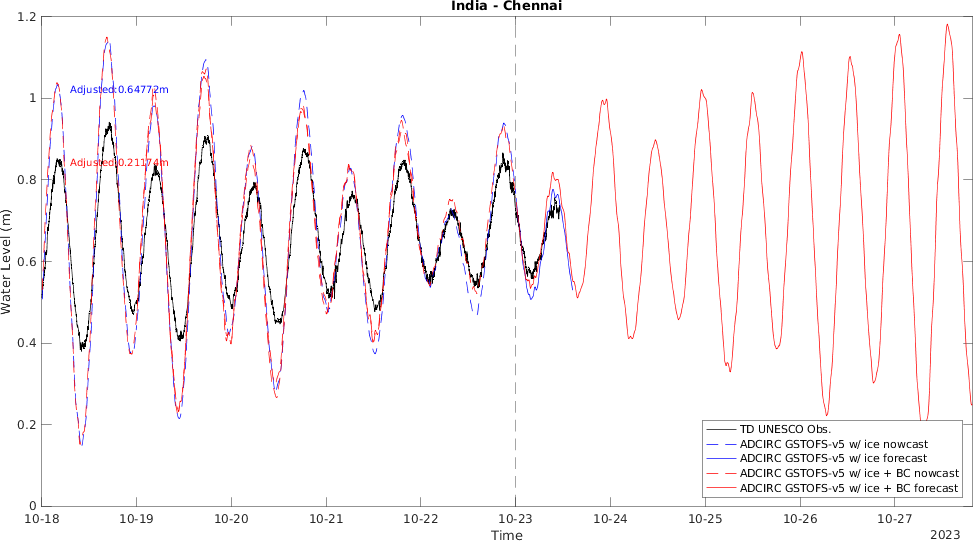 India - Chennai
Water Level (m)
1.2
1
0.8
0.6
0.4
0.2
0
Adjusted:0.64772m
Adjusted:0.21174m
TD UNESCO Obs.
ADCIRC GSTOFS-v5 w/ ice nowcast
ADCIRC GSTOFS-v5 w/ ice forecast
ADCIRC GSTOFS-v5 w/ ice + BC nowcast
ADCIRC GSTOFS-v5 w/ ice + BC forecast
10-18 10-19 10-20 10-21 10-22 10-23 10-24 10-25 10-26 10-27
Time
2023